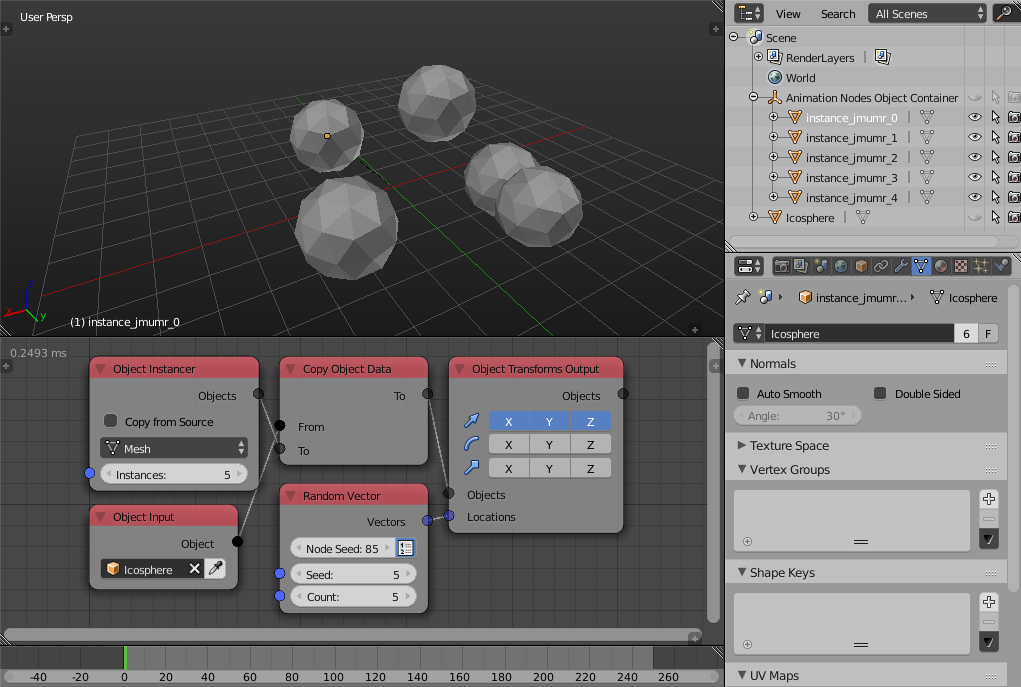 User Persp
(1) instance_jmumr_0
x
y
View Search All Scenes
Scene
RenderLayers
World
Animation Nodes Object Container
instance_jmumr_0
instance_jmumr_1
instance_jmumr_2
instance_jmumr_3
instance_jmumr_4
Icosphere
instance_jmumr... Icosphere
Icosphere 6 F
Normals
Auto Smooth Double Sided
Angle: 30°
Texture Space
Vertex Groups
Shape Keys
UV Maps
0.2493 ms
Object Instancer
Objects
Copy from Source
Mesh
Instances: 5
Object Input
Object
Icosphere
Copy Object Data
To
From
To
Random Vector
Vectors
Node Seed: 85
Seed: 5
Count: 5
Object Transforms Output
Objects
X Y Z
X Y Z
X Y Z
Objects
Locations
-40 -20 0 20 40 60 80 100 120 140 160 180 200 220 240 260